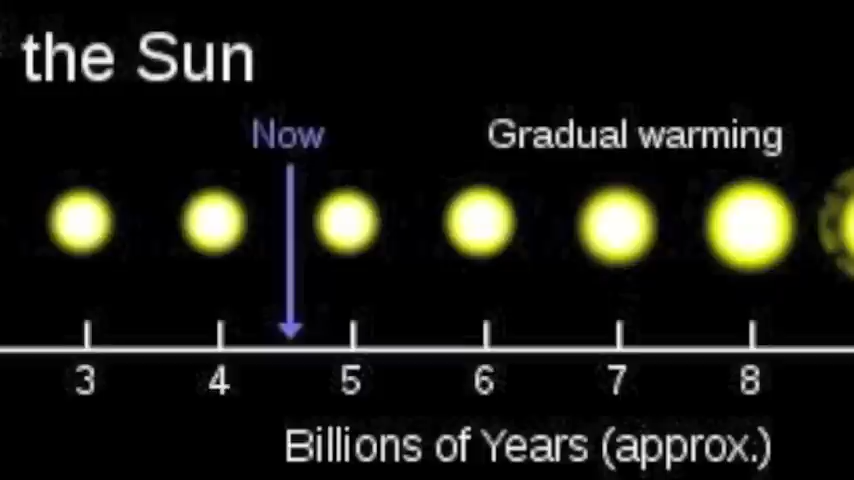 the Sun
Now
Gradual warming
3 4 5 6 7 8
Billions of Years (approx.)